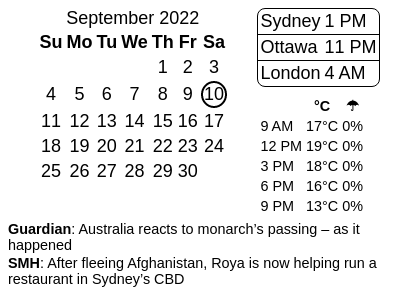 September 2022
Su Mo Tu We Th Fr Sa
1 2 3
4 5 6 7 8 9 10
11 12 13 14 15 16 17
18 19 20 21 22 23 24
25 26 27 28 29 30
Sydney 1 PM
Ottawa 11 PM
London 4 AM
°C ☂
9 AM 17°C 0%
12 PM 19°C 0%
3 PM 18°C 0%
6 PM 16°C 0%
9 PM 13°C 0%
Guardian: Australia reacts to monarch’s passing – as it
happened
SMH: After fleeing Afghanistan, Roya is now helping run a
restaurant in Sydney’s CBD